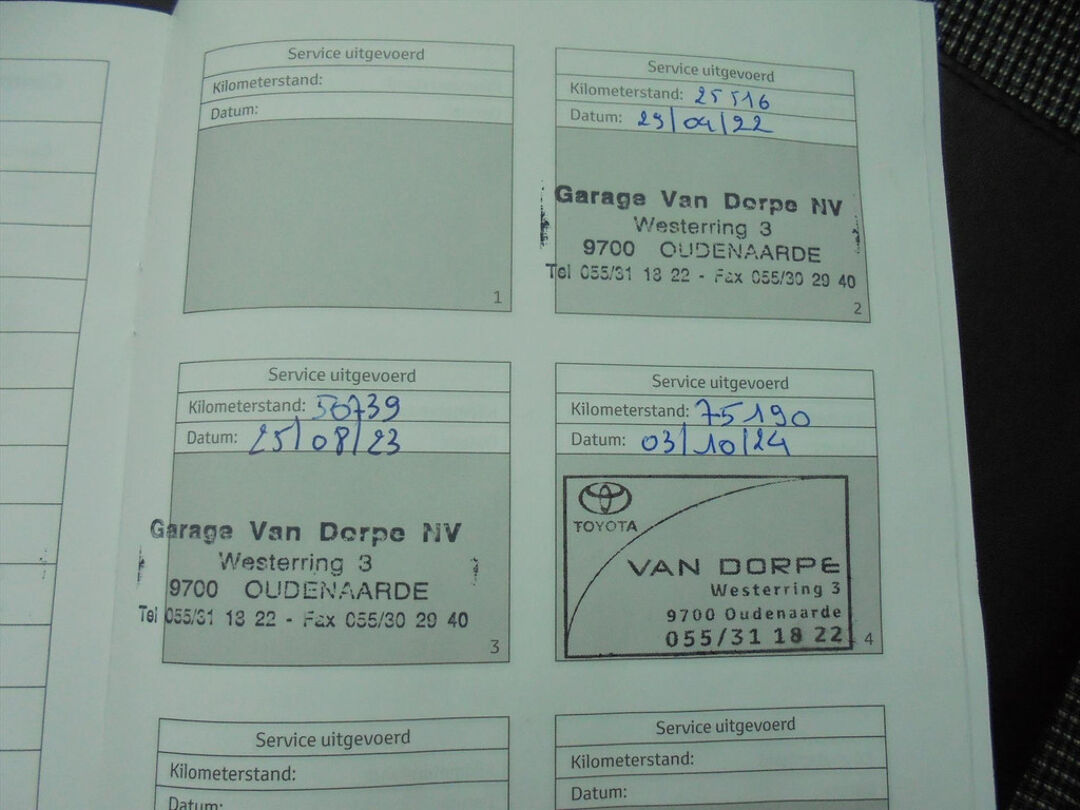 Service uitgevoerd
Kilometerstand:
Datum:
1
Service uitgevoerd
Kilometerstand: 25516
Datum: 29/04/22
Garage Van Dorpe NV
Westerring 3
9700 OUDENAARDE
Tel 055/31 18 22 - Fax 055/30 29 40
2
Service uitgevoerd
Kilometerstand: 50739
Datum: 25/08/23
Garage Van Dorpe NV
Westerring 3
9700 OUDENAARDE
Tel 055/31 18 22 - Fax 055/30 29 40
3
Service uitgevoerd
Kilometerstand: 75190
Datum: 03/10/24
TOYOTA
VAN DORPE
Westerring 3
9700 Oudenaarde
055/31 18 22
4
Service uitgevoerd
Kilometerstand:
Datum:
Service uitgevoerd
Kilometerstand:
Datum: